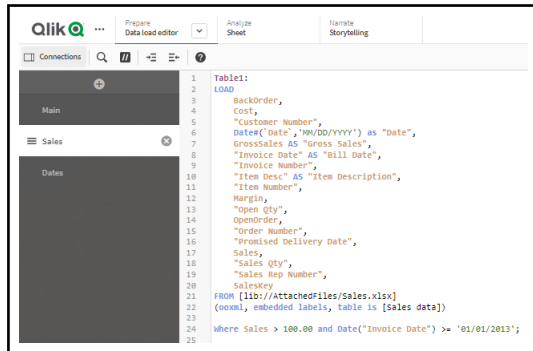 Qlik Q ... Prepare Analyze Narrate
Data load editor Sheet Storytelling
Connections // ?
Main
Sales
Dates
1 Table1:
2 LOAD
3 BackOrder,
4 Cost,
5 "Customer Number",
6 Date#(`Date`,'MM/DD/YYYY') as "Date",
7 GrossSales AS "Gross Sales",
8 "Invoice Date" AS "Bill Date",
9 "Invoice Number",
10 "Item Desc" AS "Item Description",
11 "Item Number",
12 Margin,
13 "Open Qty",
14 OpenOrder,
15 "Order Number",
16 "Promised Delivery Date",
17 Sales,
18 "Sales Qty",
19 "Sales Rep Number",
20 SalesKey
21 FROM [lib://AttachedFiles/Sales.xlsx]
22 (ooxml, embedded labels, table is [Sales data])
23
24 Where Sales > 100.00 and Date("Invoice Date") >= '01/01/2013';
25